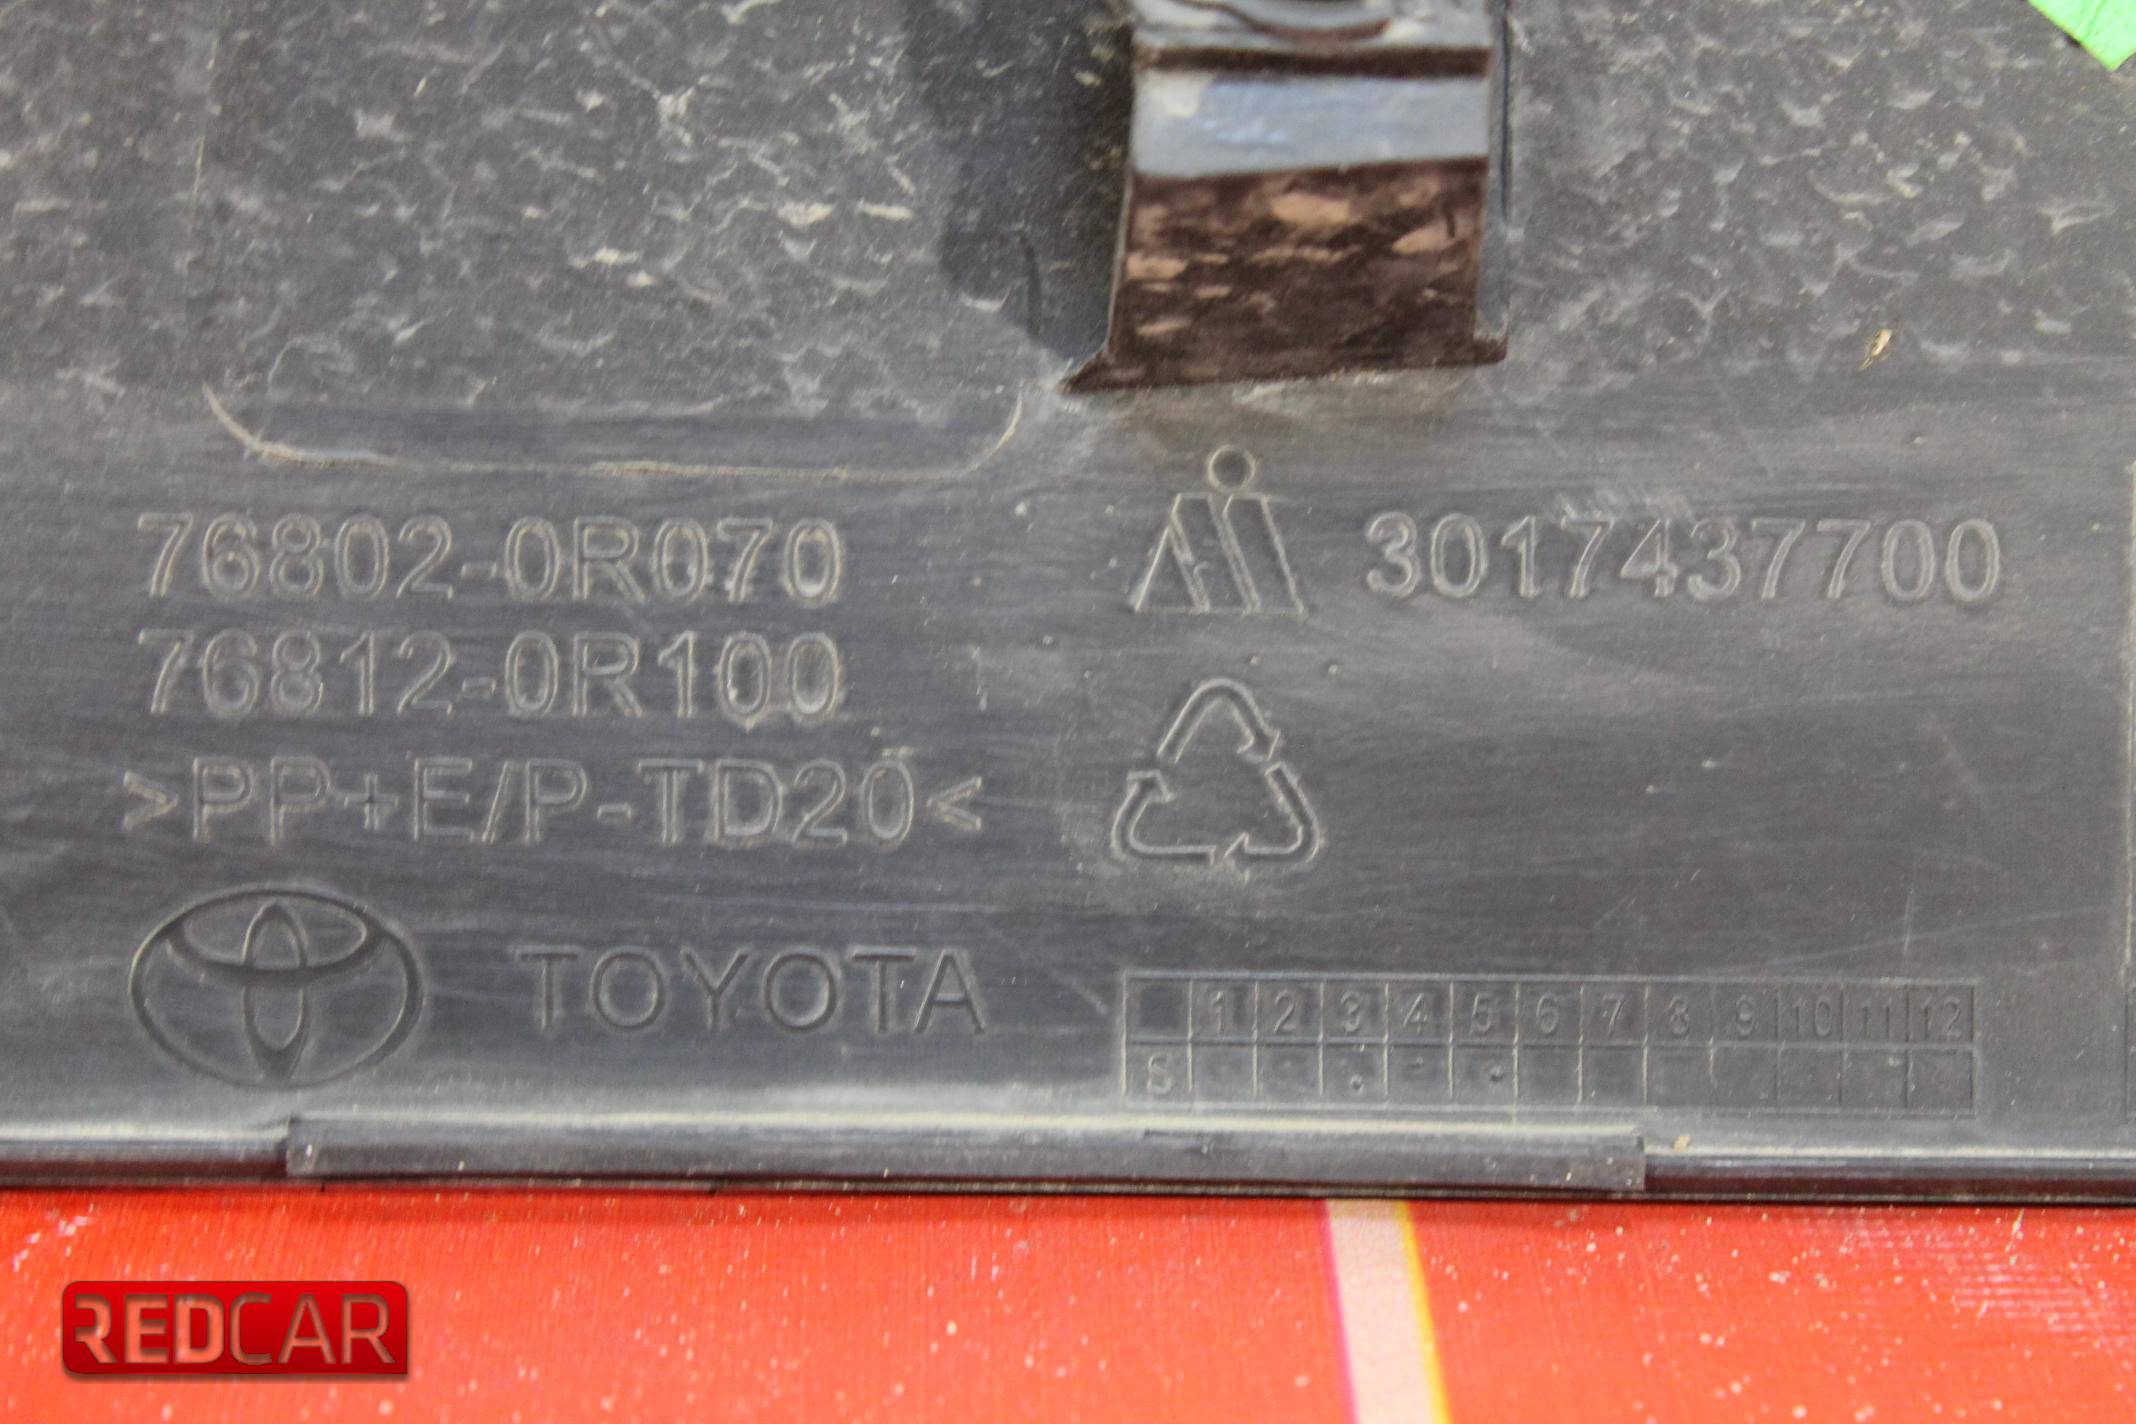 76802-0R070
76812-0R100
>PP+E/P-TD20<
TOYOTA
3017437700
1 2 3 4 5 6 7 8 9 10 11 12
S
REDCAR